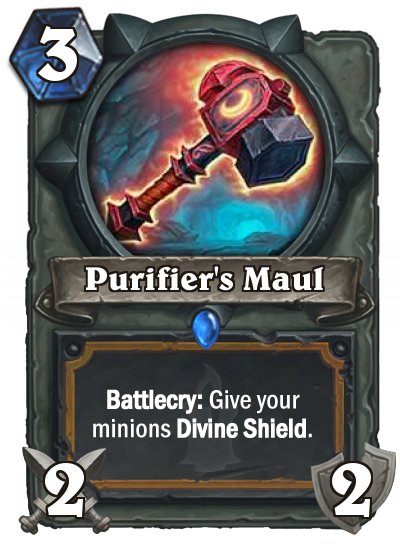 3
Purifier's Maul
Battlecry: Give your
minions Divine Shield.
2
2